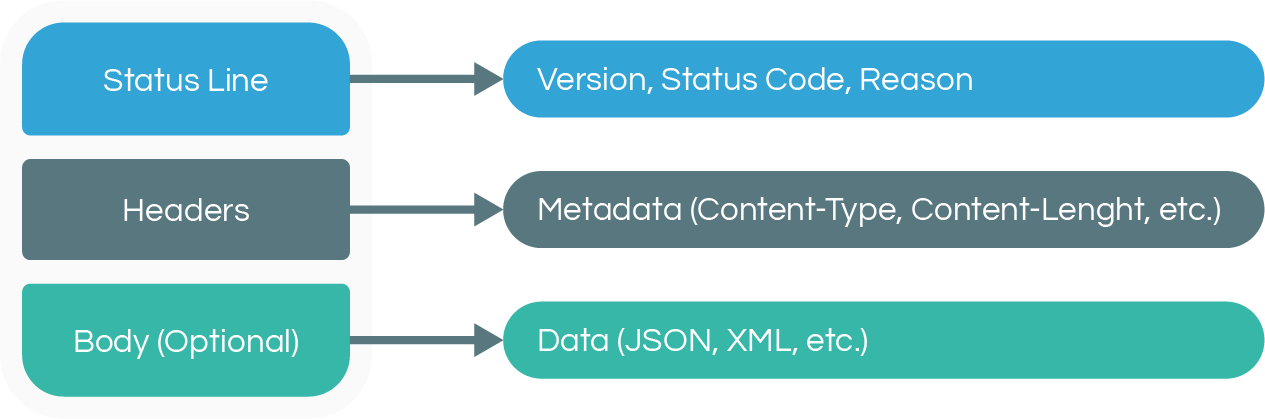 Status Line
Version, Status Code, Reason
Headers
Metadata (Content-Type, Content-Lenght, etc.)
Body (Optional)
Data (JSON, XML, etc.)